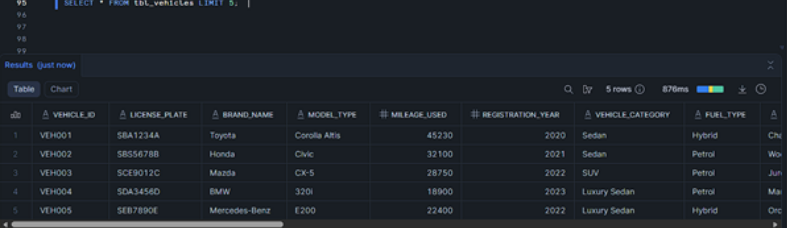 95 SELECT * FROM tbl_vehicles LIMIT 5;
96
97
98
99
Results (just now)
Table Chart 5 rows 876ms
VEHICLE_ID LICENSE_PLATE BRAND_NAME MODEL_TYPE MILEAGE_USED REGISTRATION_YEAR VEHICLE_CATEGORY FUEL_TYPE
1 VEH001 SBA1234A Toyota Corolla Altis 45230 2020 Sedan Hybrid Cha
2 VEH002 SBS5678B Honda Civic 32100 2021 Sedan Petrol Wo
3 VEH003 SCE9012C Mazda CX-5 28750 2022 SUV Petrol Jun
4 VEH004 SDA3456D BMW 320i 18900 2023 Luxury Sedan Petrol Ma
5 VEH005 SEB7890E Mercedes-Benz E200 22400 2022 Luxury Sedan Hybrid